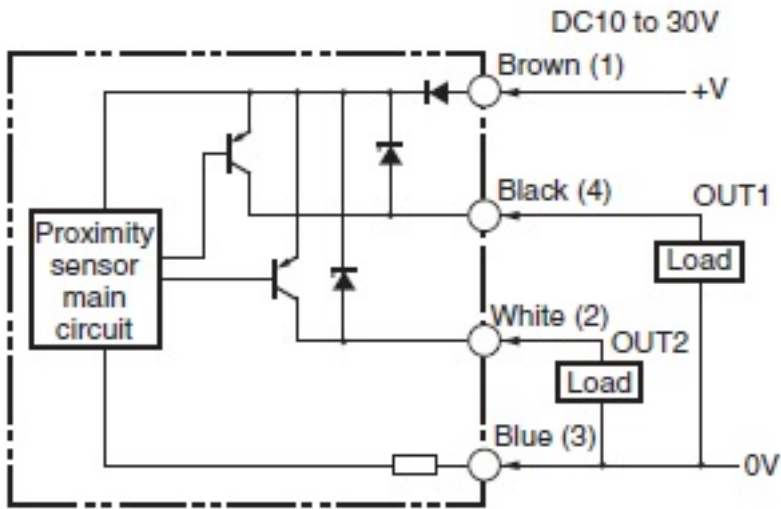 DC10 to 30V
Brown (1)
+V
Black (4)
OUT1
Proximity
sensor
main
circuit
Load
White (2)
OUT2
Load
Blue (3)
0V